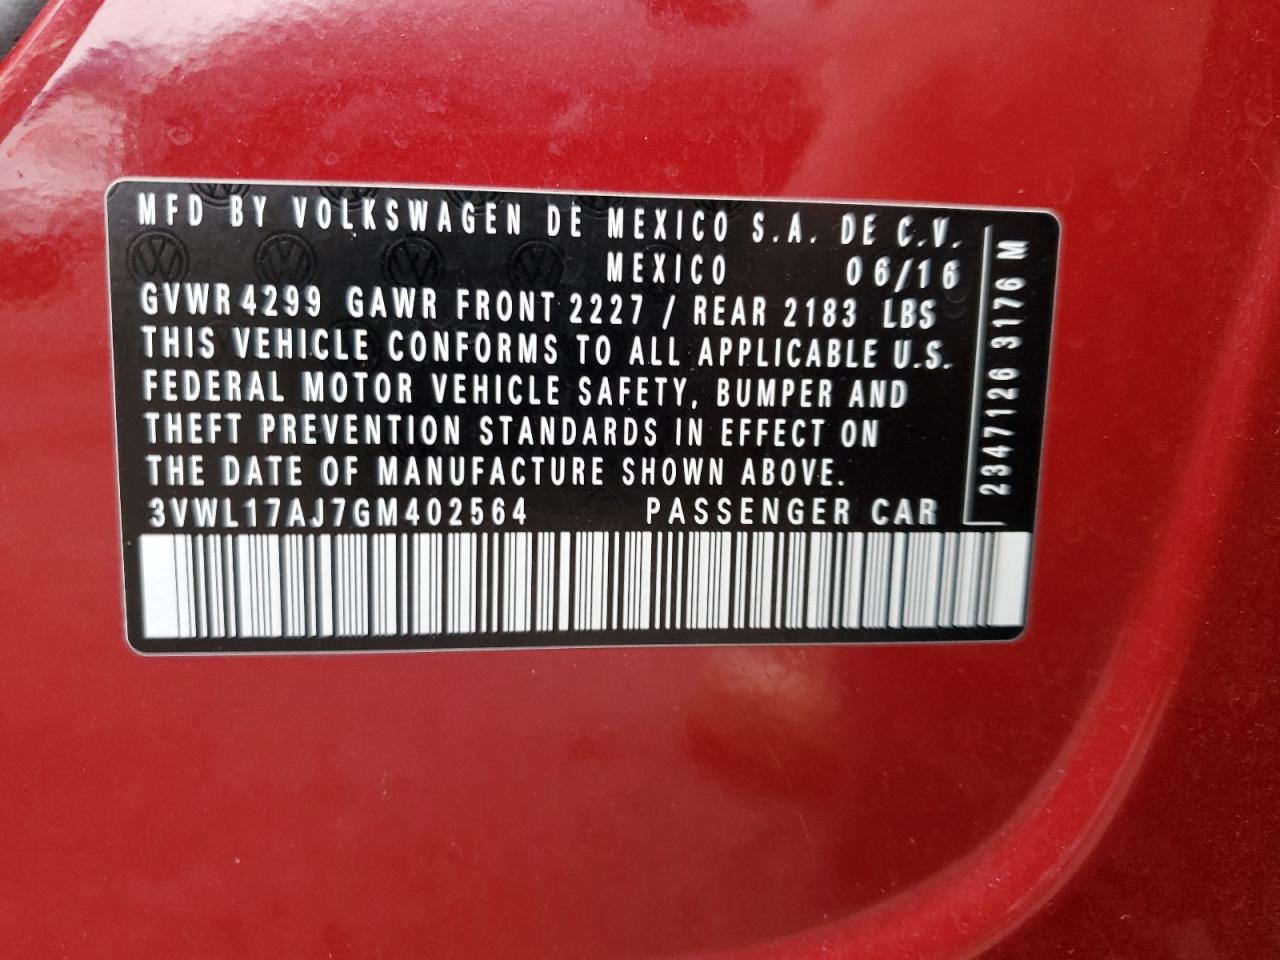 MFD BY VOLKSWAGEN DE MEXICO S.A. DE C.V.
MEXICO 06/16
GVWR 4299 GAWR FRONT 2227 / REAR 2183 LBS
THIS VEHICLE CONFORMS TO ALL APPLICABLE U.S.
FEDERAL MOTOR VEHICLE SAFETY, BUMPER AND
THEFT PREVENTION STANDARDS IN EFFECT ON
THE DATE OF MANUFACTURE SHOWN ABOVE.
3VWL17AJ7GM402564 PASSENGER CAR
2347126 3176 M